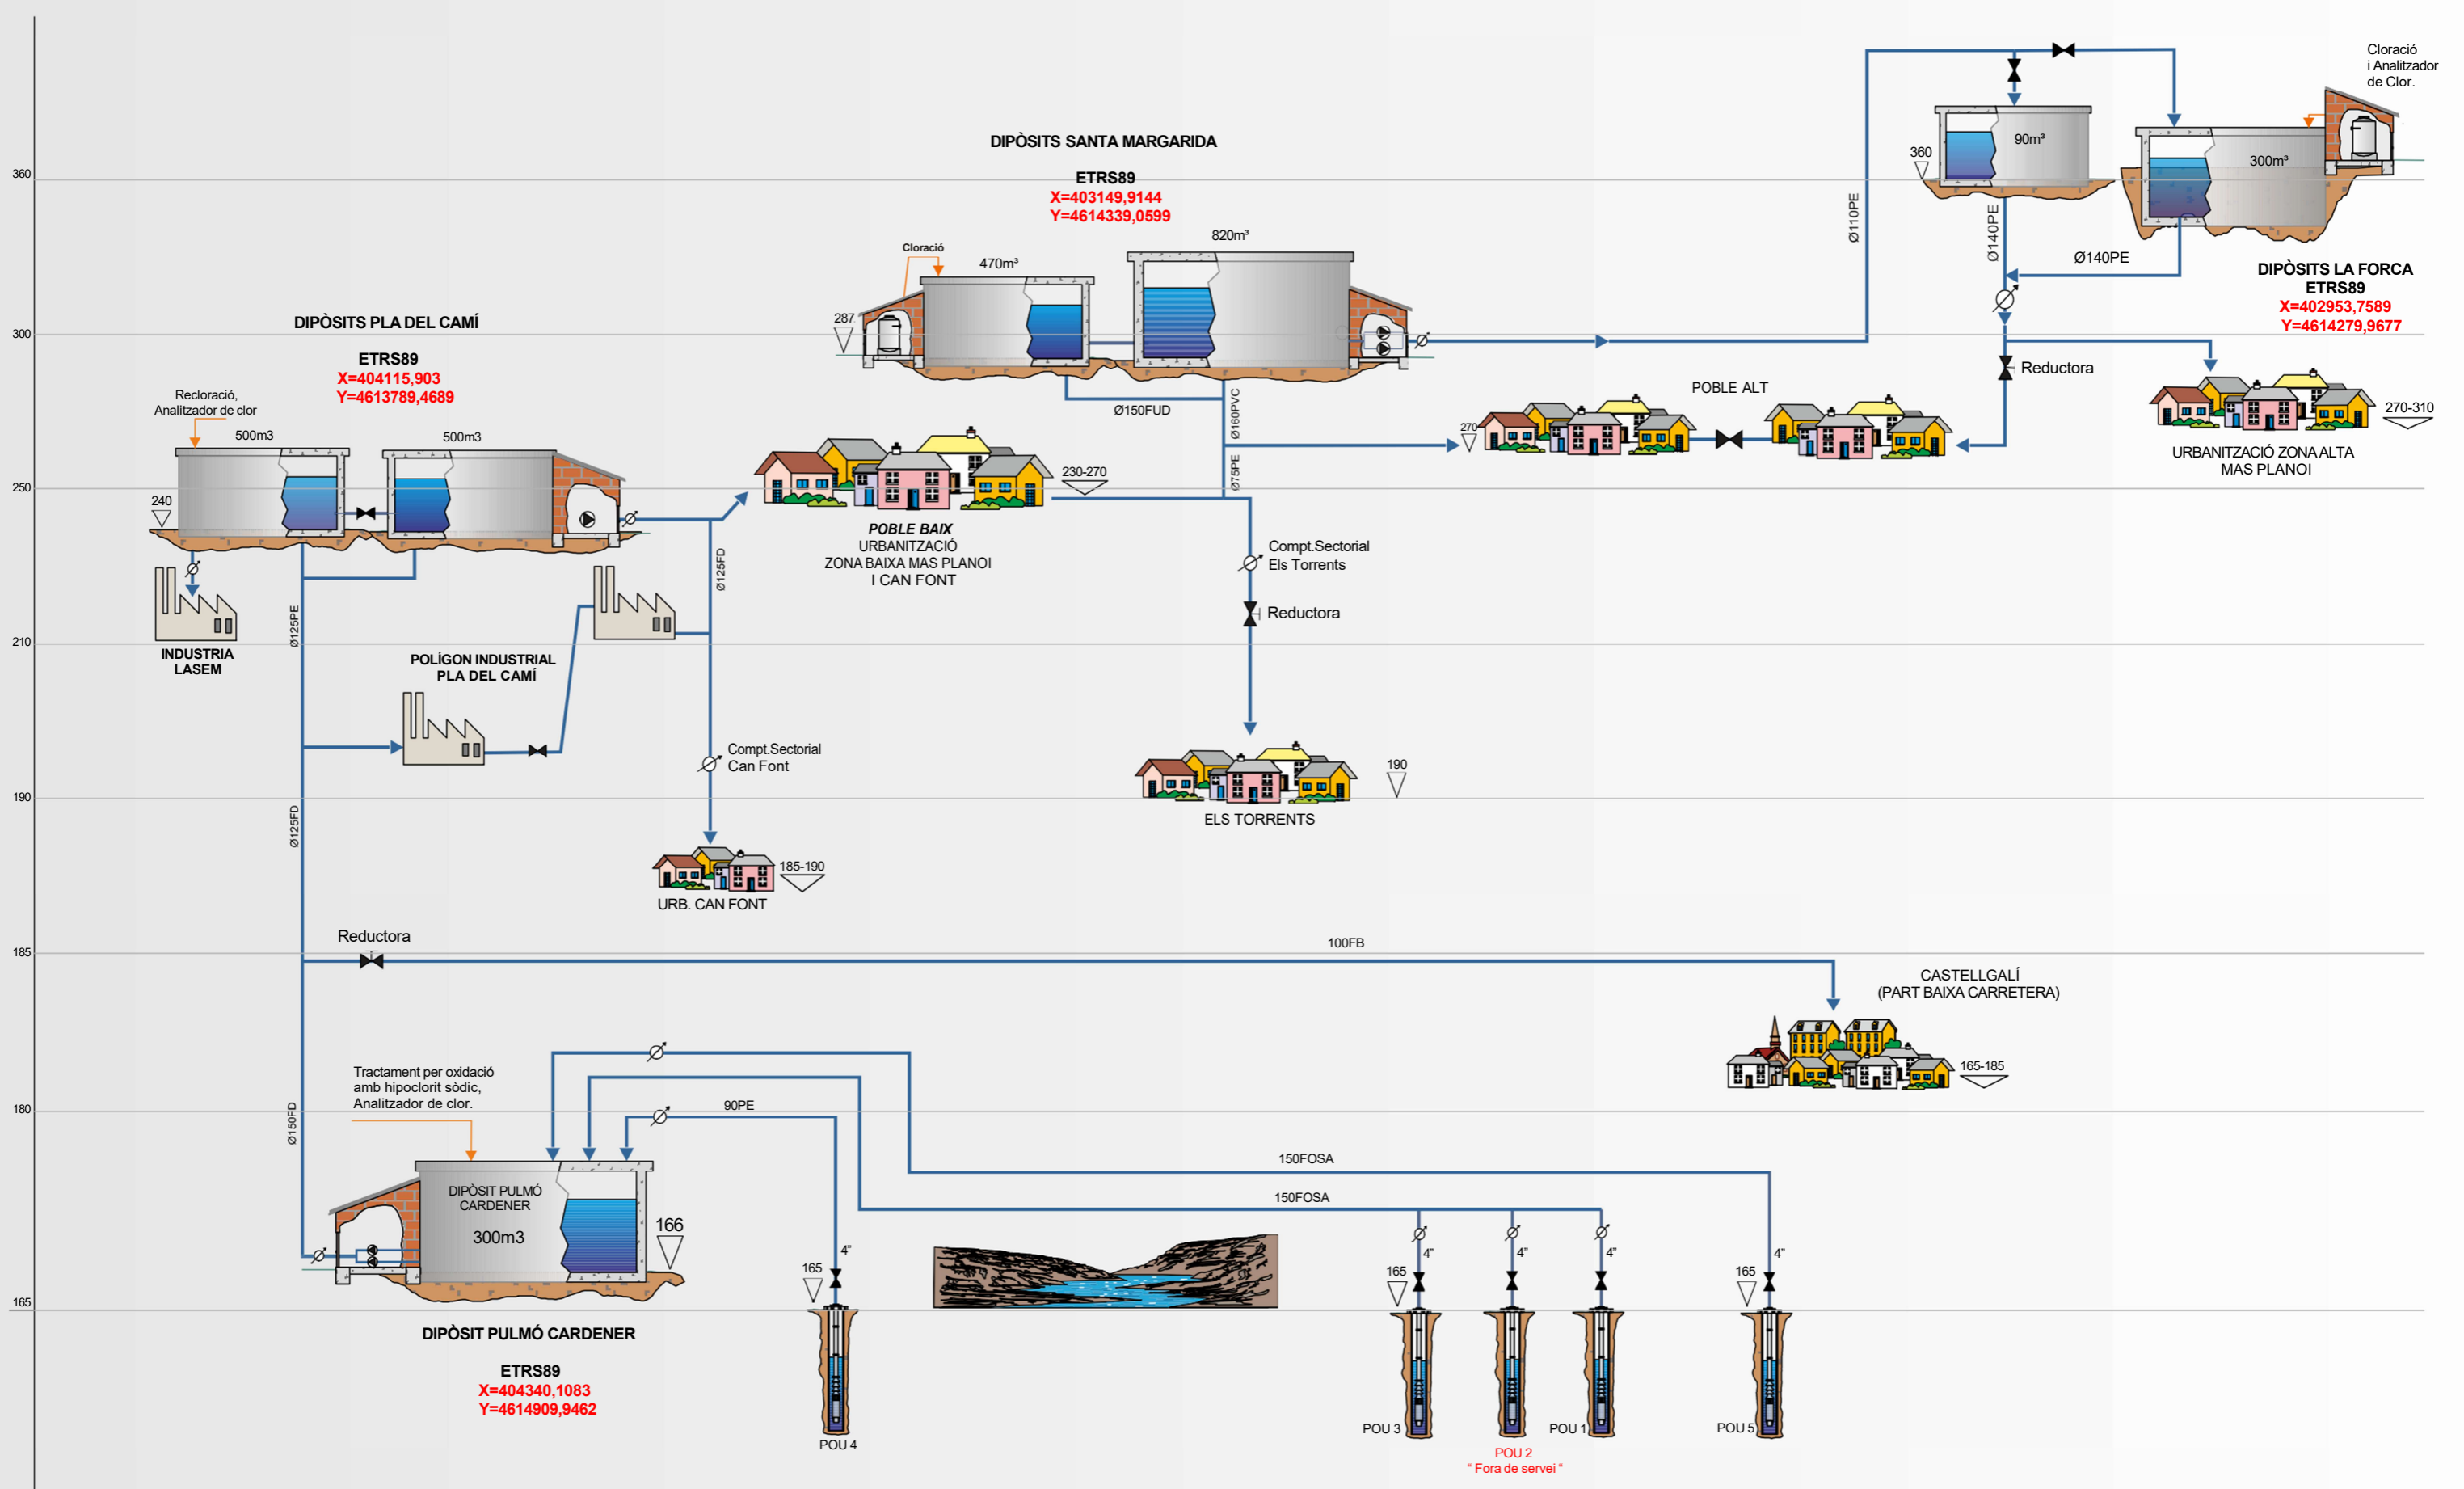 Cloració
i Analitzador
de Clor.
90m³
300m³
360
360
Ø110PE
Ø140PE
Ø140PE
DIPÒSITS LA FORCA
ETRS89
X=402953,7589
Y=4614279,9677
DIPÒSITS SANTA MARGARIDA
ETRS89
X=403149,9144
Y=4614339,0599
820m³
Cloració
470m³
287
300
DIPÒSITS PLA DEL CAMÍ
ETRS89
X=404115,903
Y=4613789,4689
Recloració,
Analitzador de clor
500m3
500m3
240
250
Ø150FUD
Ø160PVC
Ø75PE
Reductora
POBLE ALT
270
270-310
URBANITZACIÓ ZONA ALTA
MAS PLANOI
230-270
POBLE BAIX
URBANITZACIÓ
ZONA BAIXA MAS PLANOI
I CAN FONT
Ø125FD
Compt.Sectorial
Els Torrents
Reductora
INDUSTRIA
LASEM
Ø125PE
210
POLÍGON INDUSTRIAL
PLA DEL CAMÍ
Compt.Sectorial
Can Font
190
190
ELS TORRENTS
Ø125FD
185-190
URB. CAN FONT
Reductora
185
100FB
CASTELLGALÍ
(PART BAIXA CARRETERA)
165-185
Tractament per oxidació
amb hipoclorit sòdic,
Analitzador de clor.
180
90PE
Ø150FD
150FOSA
150FOSA
DIPÒSIT PULMÓ
CARDENER
300m3
166
4"
4"
4"
4"
4"
165
165
165
165
DIPÒSIT PULMÓ CARDENER
ETRS89
X=404340,1083
Y=4614909,9462
POU 4
POU 3
POU 2
“ Fora de servei “
POU 1
POU 5